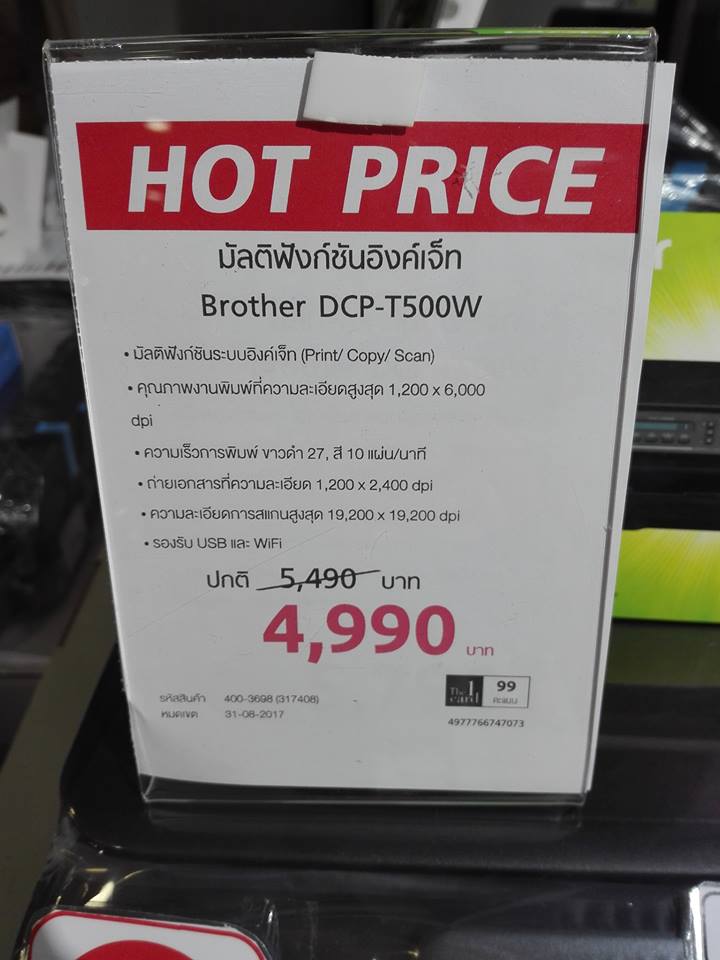 HOT PRICE
มัลติฟังก์ชันอิงค์เจ็ท
Brother DCP-T500W
• มัลติฟังก์ชันระบบอิงค์เจ็ท (Print/ Copy/ Scan)
• คุณภาพงานพิมพ์ที่ความละเอียดสูงสุด 1,200 x 6,000
dpi
• ความเร็วการพิมพ์ ขาวดำ 27, สี 10 แผ่น/นาที
• ถ่ายเอกสารที่ความละเอียด 1,200 x 2,400 dpi
• ความละเอียดการสแกนสูงสุด 19,200 x 19,200 dpi
• รองรับ USB และ WiFi
ปกติ 5,490 บาท
4,990 บาท
รหัสสินค้า 400-3698 (317408)
หมดเขต 31-08-2017
The 1 card 99 คะแนน
4977766747073
r